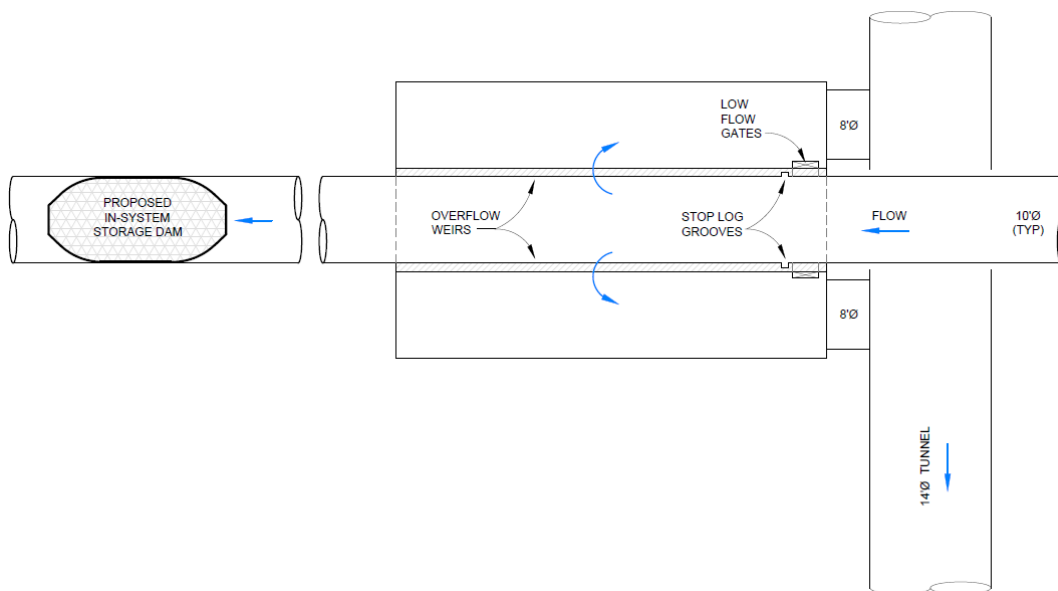 LOW
FLOW
GATES
8'Ø
PROPOSED
IN-SYSTEM
STORAGE DAM
OVERFLOW
WEIRS
STOP LOG
GROOVES
FLOW
10'Ø
(TYP)
8'Ø
14'Ø TUNNEL